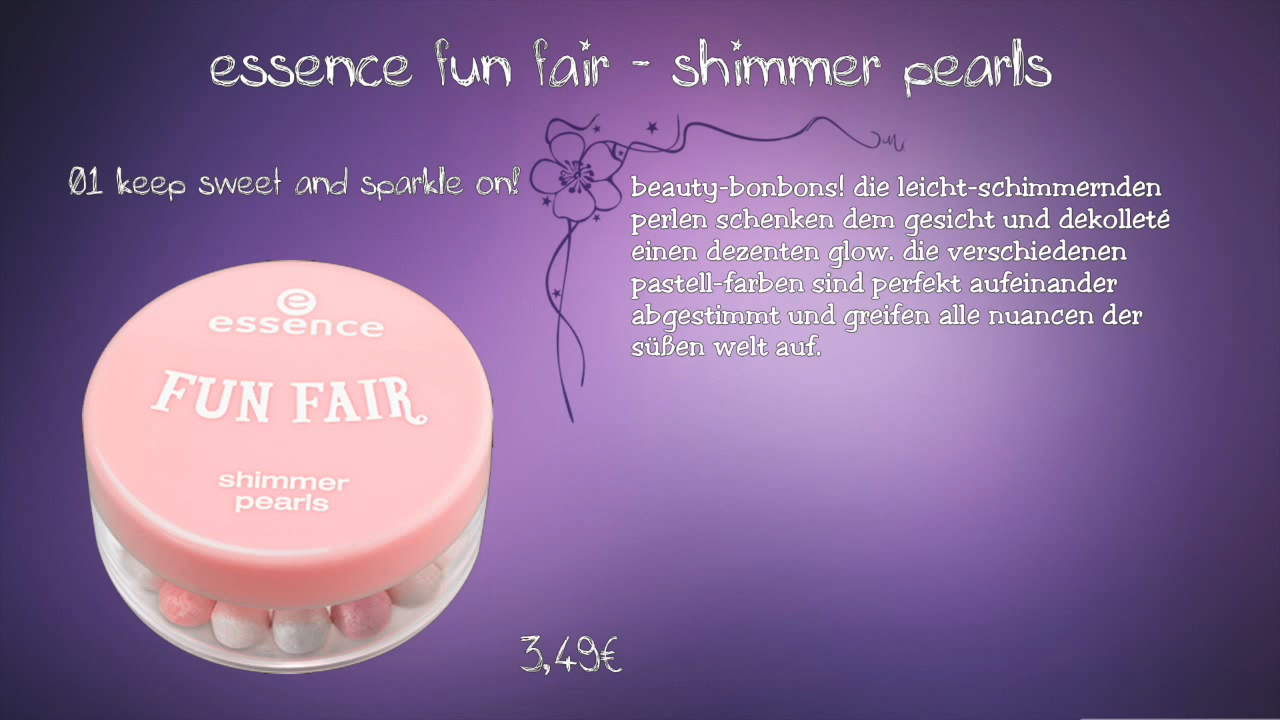 essence fun fair - shimmer pearls
01 keep sweet and sparkle on!
beauty-bonbons! die leicht-schimmernden
perlen schenken dem gesicht und dekolleté
einen dezenten glow. die verschiedenen
pastell-farben sind perfekt aufeinander
abgestimmt und greifen alle nuancen der
süßen welt auf.
e
essence
FUN FAIR
shimmer
pearls
3,49€